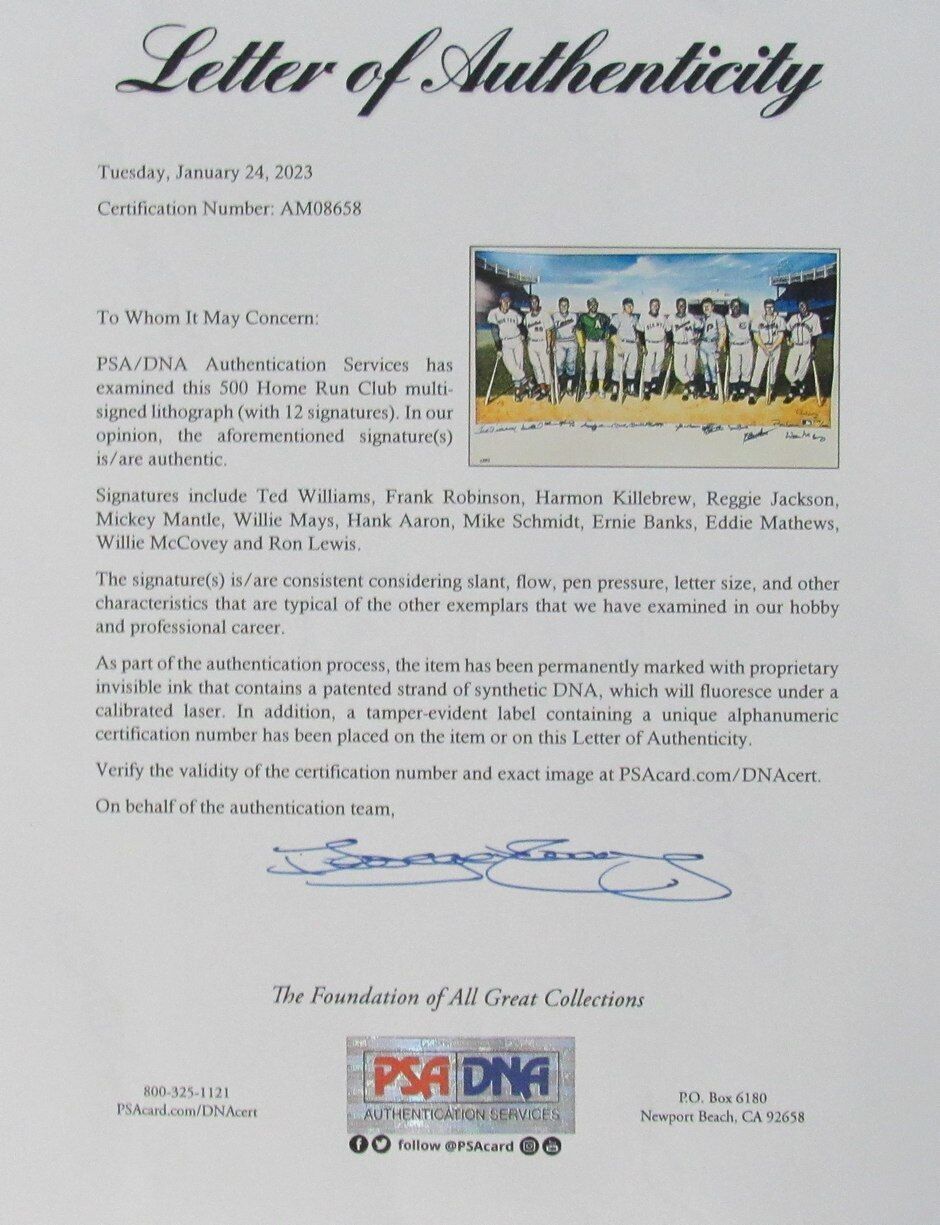 Letter of Authenticity
Tuesday, January 24, 2023
Certification Number: AM08658
To Whom It May Concern:
PSA/DNA Authentication Services has
examined this 500 Home Run Club multi-
signed lithograph (with 12 signatures). In our
opinion, the aforementioned signature(s)
is/are authentic.
Signatures include Ted Williams, Frank Robinson, Harmon Killebrew, Reggie Jackson,
Mickey Mantle, Willie Mays, Hank Aaron, Mike Schmidt, Ernie Banks, Eddie Mathews,
Willie McCovey and Ron Lewis.
The signature(s) is/are consistent considering slant, flow, pen pressure, letter size, and other
characteristics that are typical of the other exemplars that we have examined in our hobby
and professional career.
As part of the authentication process, the item has been permanently marked with proprietary
invisible ink that contains a patented strand of synthetic DNA, which will fluoresce under a
calibrated laser. In addition, a tamper-evident label containing a unique alphanumeric
certification number has been placed on the item or on this Letter of Authenticity.
Verify the validity of the certification number and exact image at PSAcard.com/DNAcert.
On behalf of the authentication team,
The Foundation of All Great Collections
PSA DNA
AUTHENTICATION SERVICES
800-325-1121
PSAcard.com/DNAcert
follow @PSAcard
P.O. Box 6180
Newport Beach, CA 92658